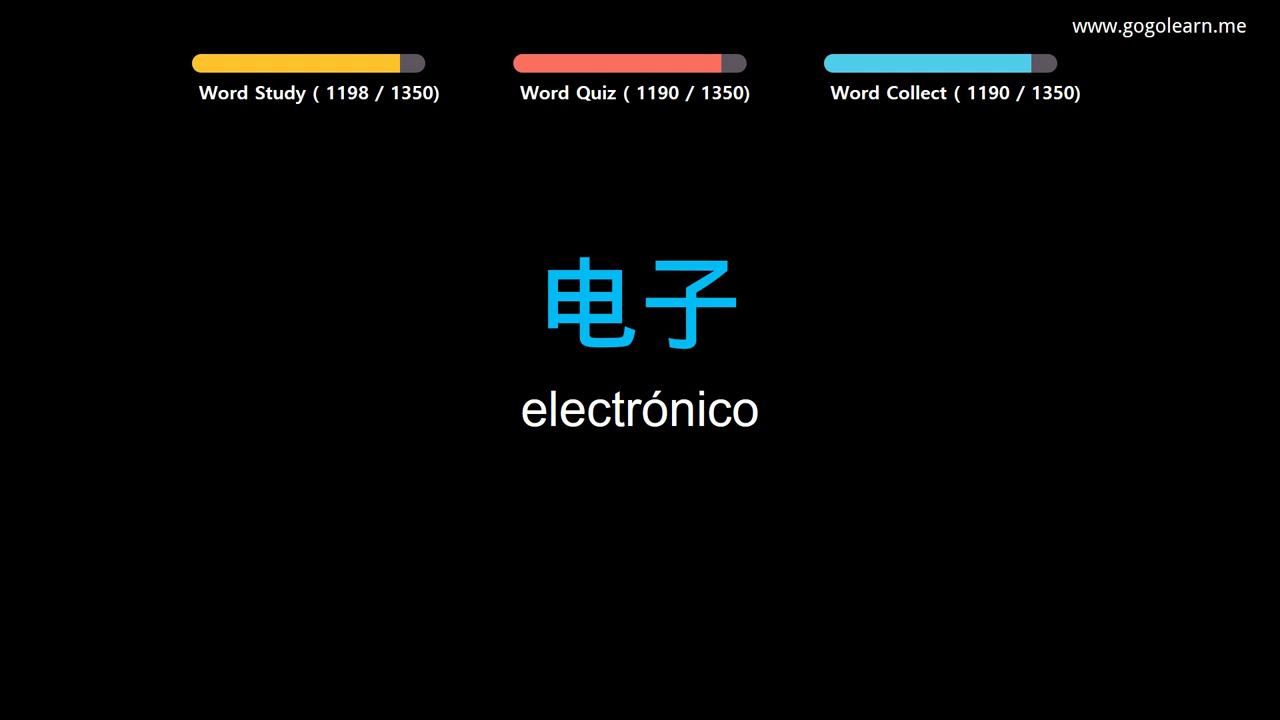 www.gogolearn.me
Word Study ( 1198 / 1350)
Word Quiz ( 1190 / 1350)
Word Collect ( 1190 / 1350)
电子
electrónico